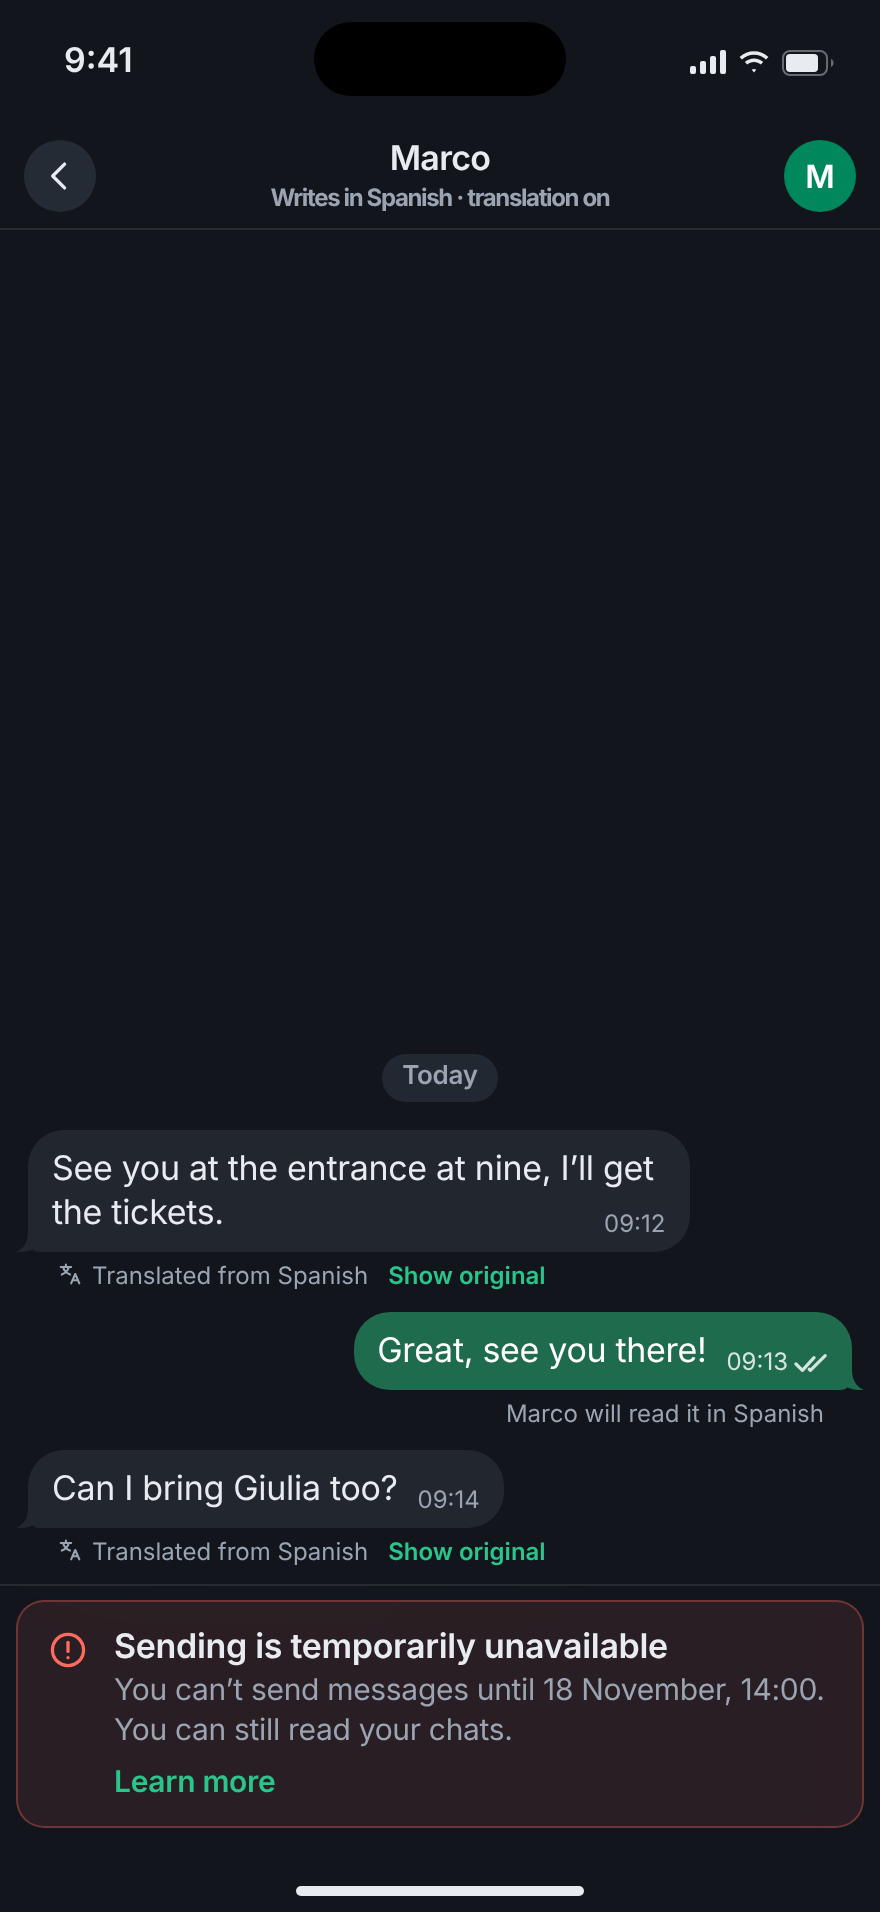 9:41
Marco
Writes in Spanish · translation on
M
Today
See you at the entrance at nine, I’ll get
the tickets.
09:12
Translated from Spanish Show original
Great, see you there! 09:13
Marco will read it in Spanish
Can I bring Giulia too? 09:14
Translated from Spanish Show original
Sending is temporarily unavailable
You can’t send messages until 18 November, 14:00.
You can still read your chats.
Learn more